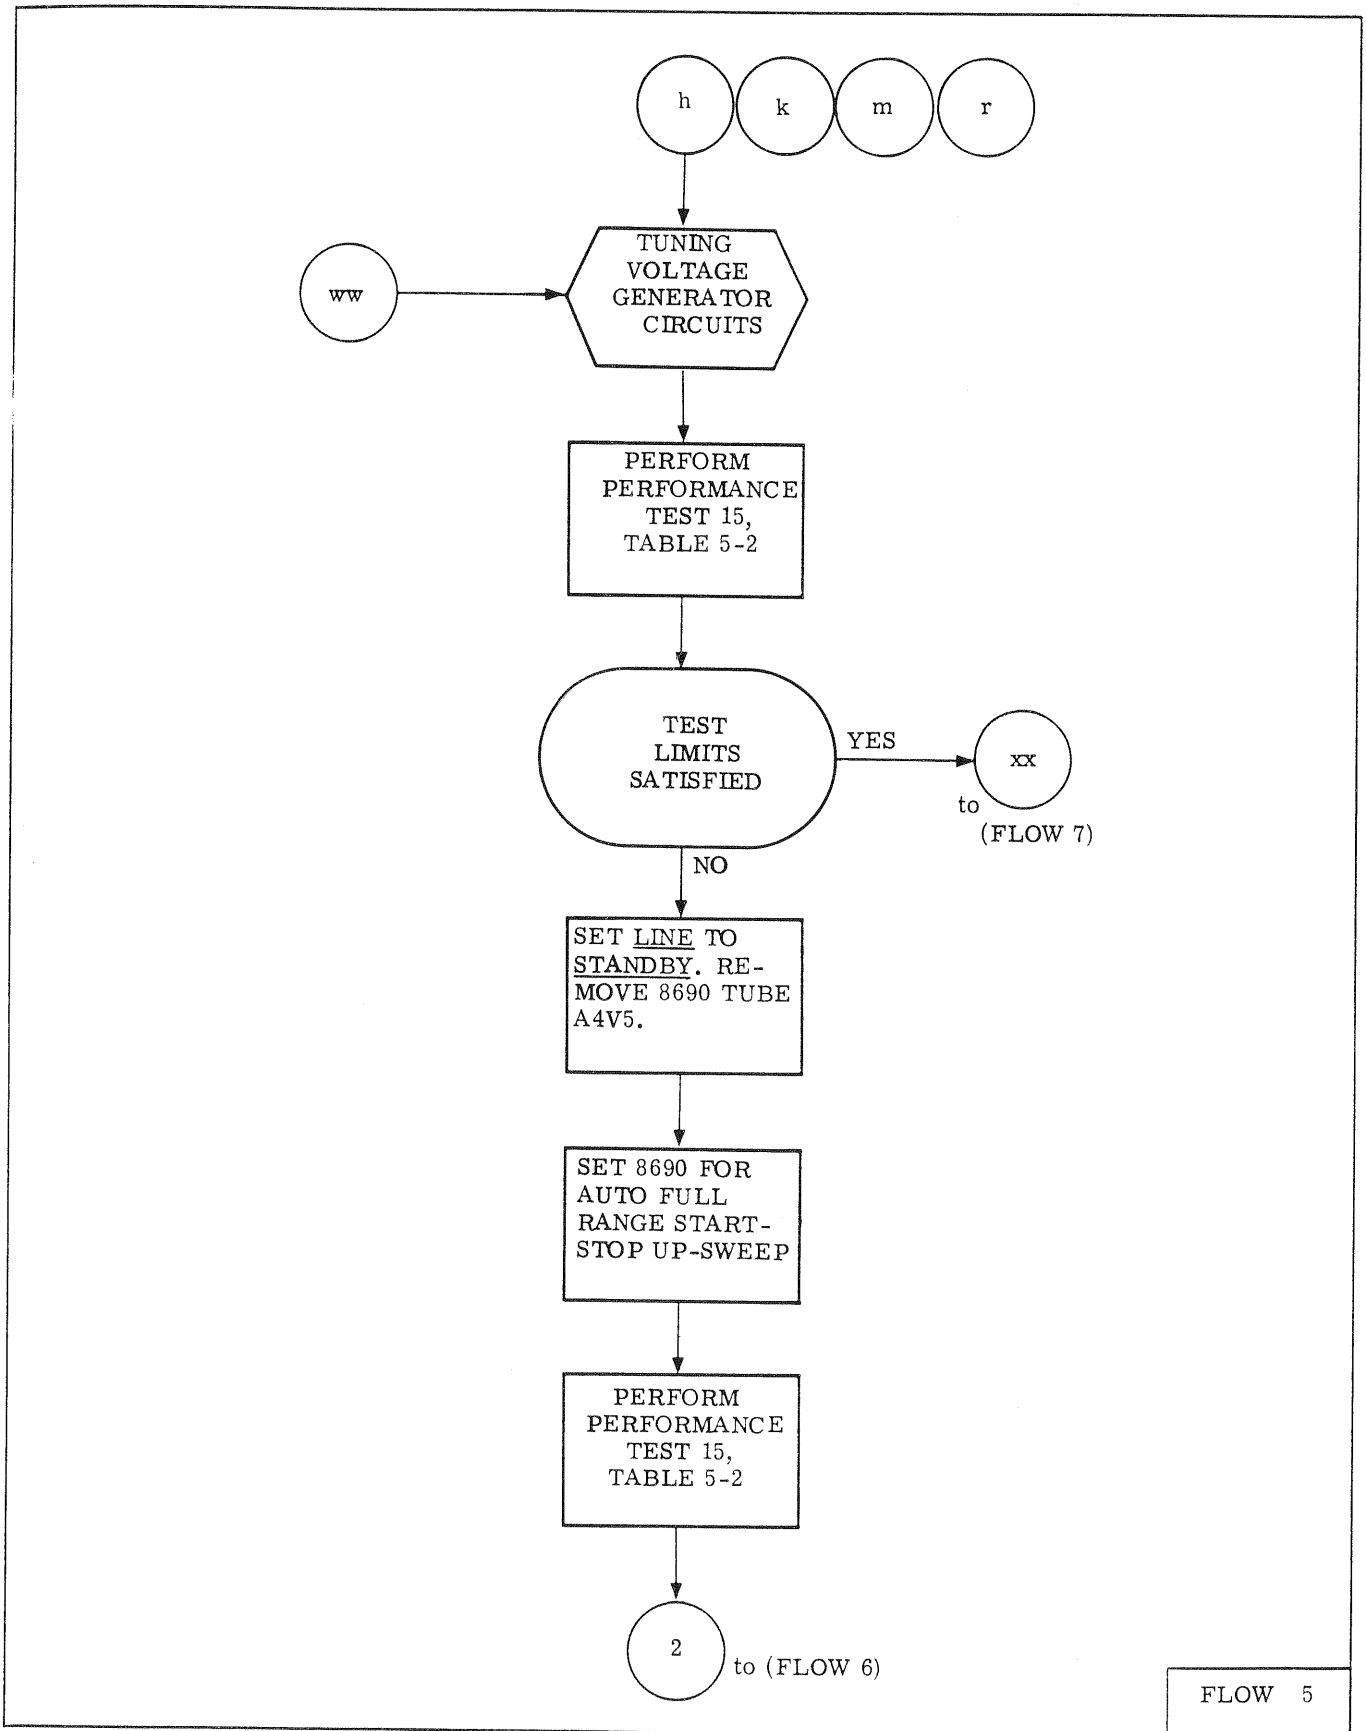 h k m r
TUNING
VOLTAGE
GENERATOR
CIRCUITS
ww
PERFORM
PERFORMANCE
TEST 15,
TABLE 5-2
TEST
LIMITS
SATISFIED
YES
xx
to
(FLOW 7)
NO
SET LINE TO
STANDBY. RE-
MOVE 8690 TUBE
A4V5.
SET 8690 FOR
AUTO FULL
RANGE START-
STOP UP-SWEEP
PERFORM
PERFORMANCE
TEST 15,
TABLE 5-2
2
to (FLOW 6)
FLOW 5